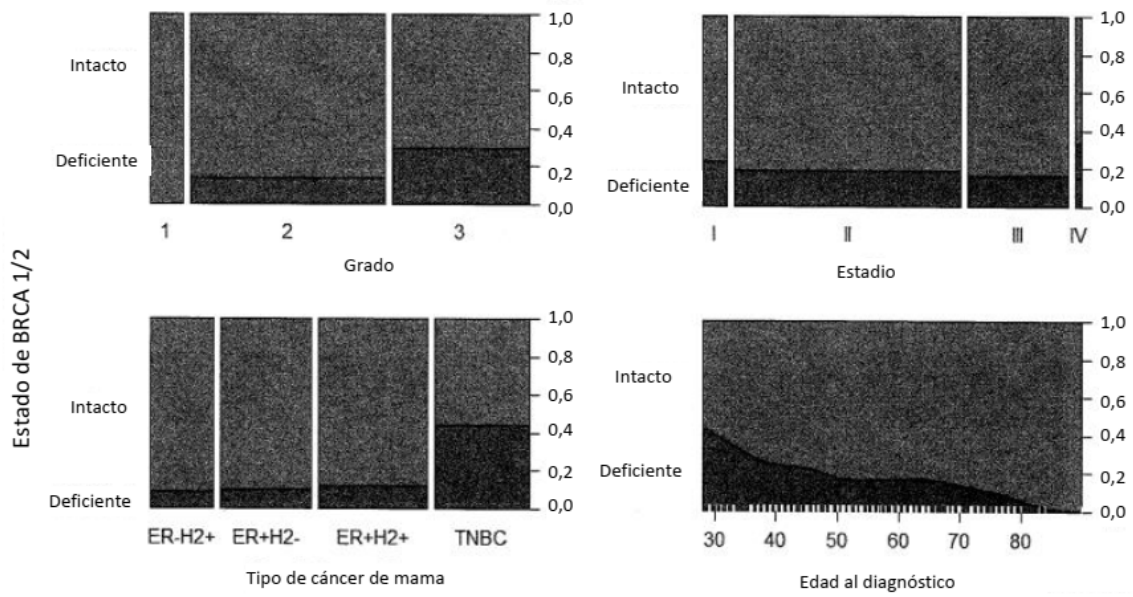 Estado de BRCA 1/2
Intacto
Deficiente
1,0
0,8
0,6
0,4
0,2
0,0
1 2 3
Grado
Intacto
Deficiente
1,0
0,8
0,6
0,4
0,2
0,0
I II III IV
Estadio
Intacto
Deficiente
1,0
0,8
0,6
0,4
0,2
0,0
ER-H2+ ER+H2- ER+H2+ TNBC
Tipo de cáncer de mama
Intacto
Deficiente
1,0
0,8
0,6
0,4
0,2
0,0
30 40 50 60 70 80
Edad al diagnóstico